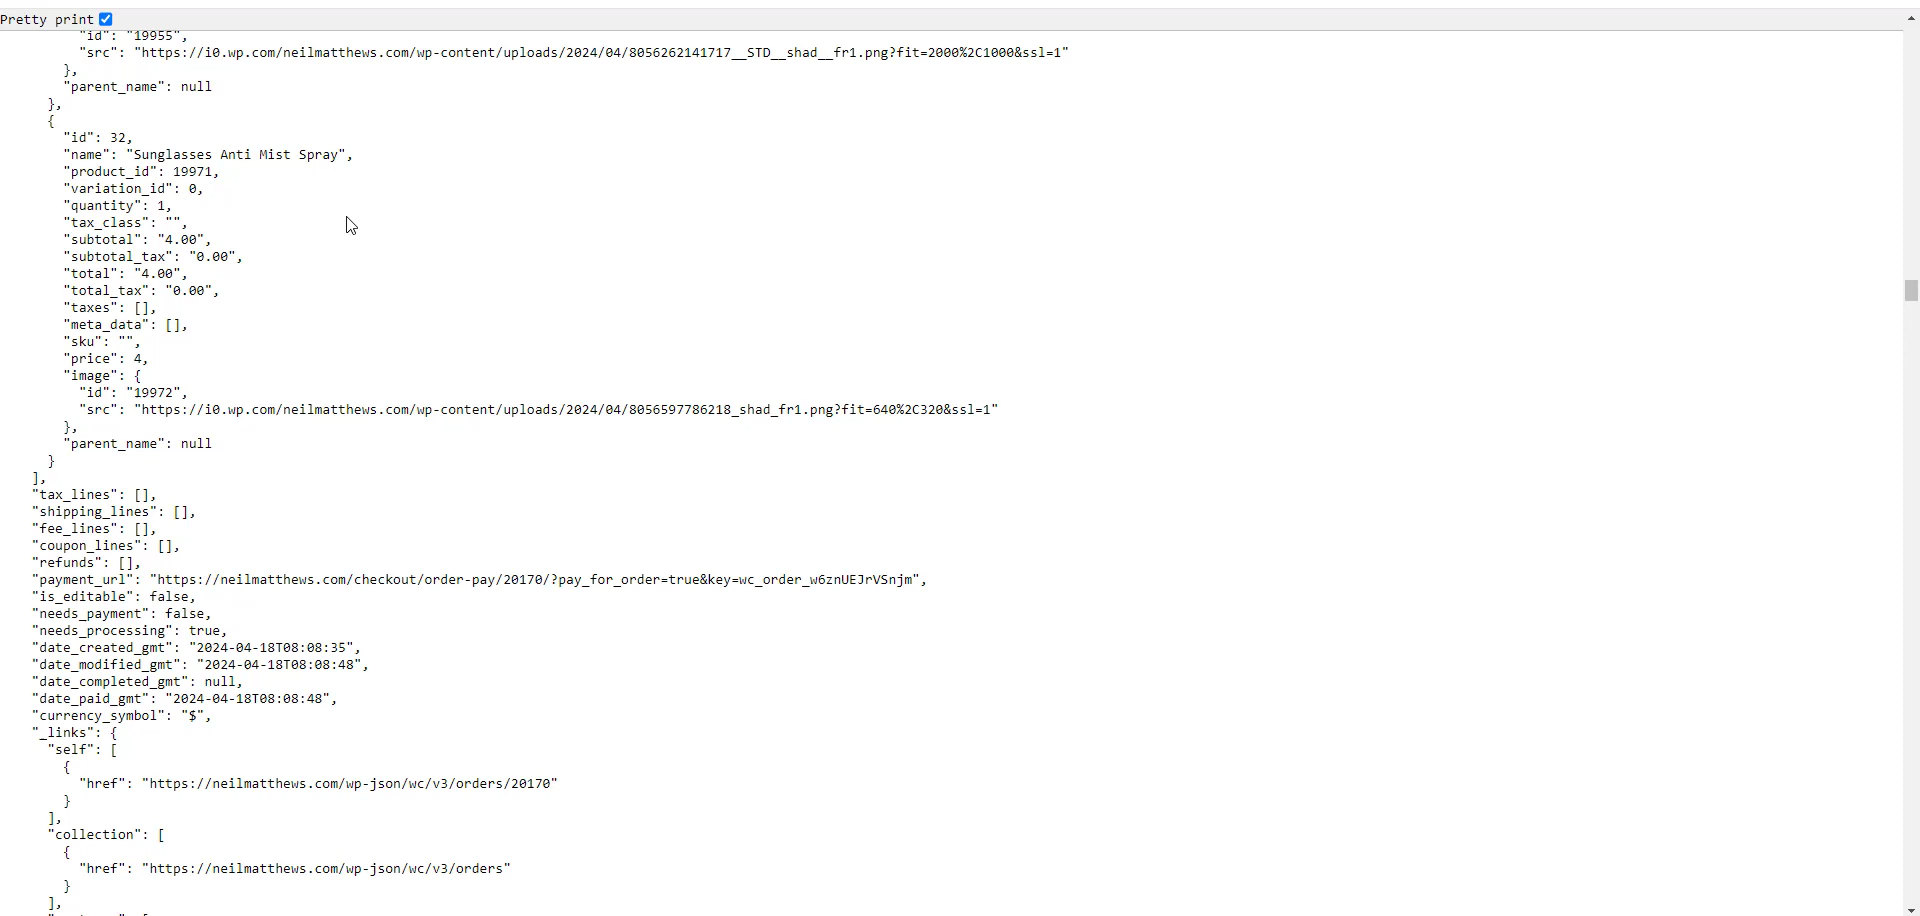 Pretty print
"id": "19955",
"src": "https://i0.wp.com/neilmatthews.com/wp-content/uploads/2024/04/8056262141717__STD__shad__fr1.png?fit=2000%2C1000&ssl=1"
},
"parent_name": null
},
{
"id": 32,
"name": "Sunglasses Anti Mist Spray",
"product_id": 19971,
"variation_id": 0,
"quantity": 1,
"tax_class": "",
"subtotal": "4.00",
"subtotal_tax": "0.00",
"total": "4.00",
"total_tax": "0.00",
"taxes": [],
"meta_data": [],
"sku": "",
"price": 4,
"image": {
"id": "19972",
"src": "https://i0.wp.com/neilmatthews.com/wp-content/uploads/2024/04/8056597786218_shad_fr1.png?fit=640%2C320&ssl=1"
},
"parent_name": null
}
],
"tax_lines": [],
"shipping_lines": [],
"fee_lines": [],
"coupon_lines": [],
"refunds": [],
"payment_url": "https://neilmatthews.com/checkout/order-pay/20170/?pay_for_order=true&key=wc_order_w6znUEJrVSnjm",
"is_editable": false,
"needs_payment": false,
"needs_processing": true,
"date_created_gmt": "2024-04-18T08:08:35",
"date_modified_gmt": "2024-04-18T08:08:48",
"date_completed_gmt": null,
"date_paid_gmt": "2024-04-18T08:08:48",
"currency_symbol": "$",
"_links": {
"self": [
{
"href": "https://neilmatthews.com/wp-json/wc/v3/orders/20170"
}
],
"collection": [
{
"href": "https://neilmatthews.com/wp-json/wc/v3/orders"
}
],